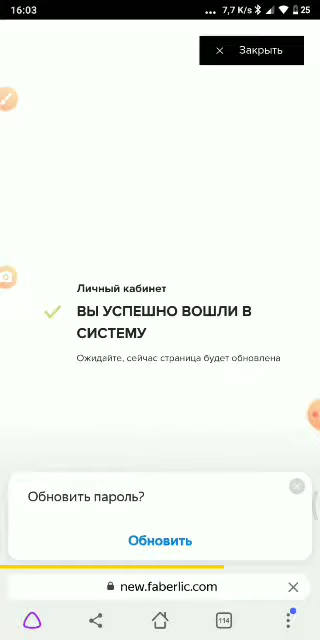 16:03
... 7,7 K/s 25
× Закрыть
Личный кабинет
ВЫ УСПЕШНО ВОШЛИ В
СИСТЕМУ
Ожидайте, сейчас страница будет обновлена
Обновить пароль?
Обновить
new.faberlic.com
114